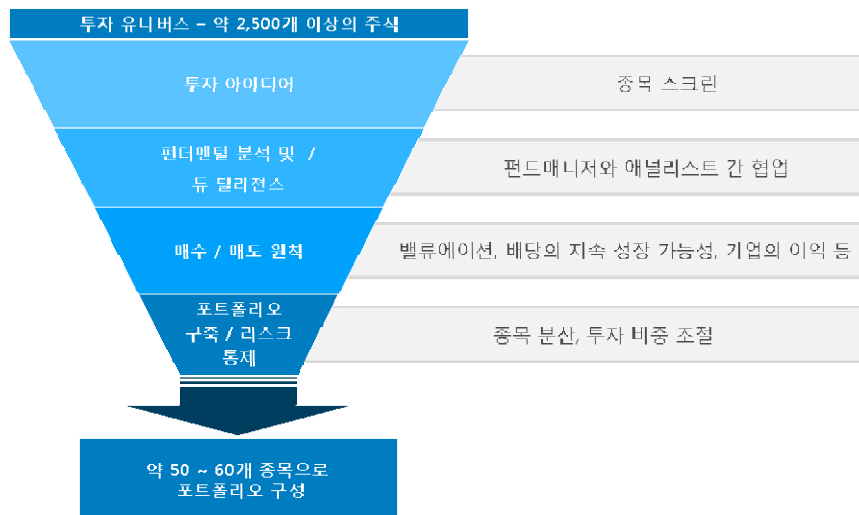 투자 유니버스 – 약 2,500개 이상의 주식
투자 아이디어
종목 스크린
펀더멘털 분석 및 /
듀 딜리젼스
펀드매니저와 애널리스트 간 협업
매수 / 매도 원칙
밸류에이션, 배당의 지속 성장 가능성, 기업의 이익 등
포트폴리오
구축 / 리스크
통제
종목 분산, 투자 비중 조절
약 50 ~ 60개 종목으로
포트폴리오 구성